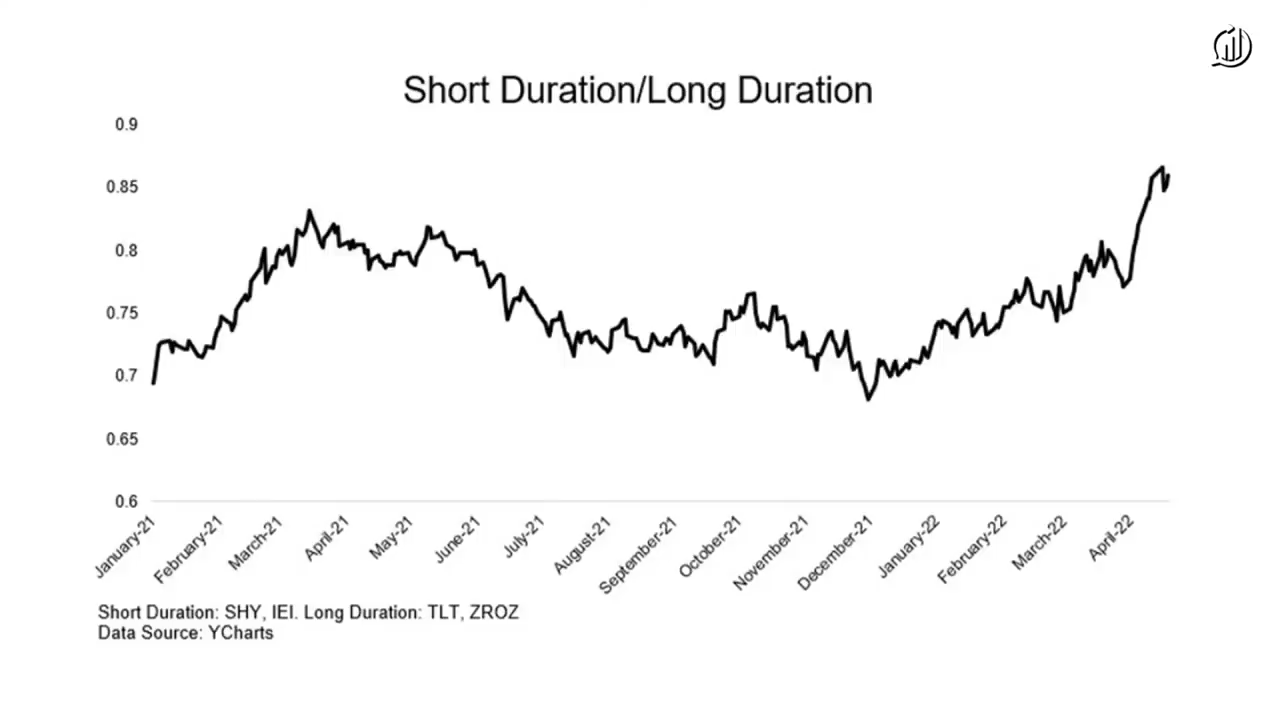 Short Duration/Long Duration
0.9
0.85
0.8
0.75
0.7
0.65
0.6
January-21
February-21
March-21
April-21
May-21
June-21
July-21
August-21
September-21
October-21
November-21
December-21
January-22
February-22
March-22
April-22
Short Duration: SHY, IEI. Long Duration: TLT, ZROZ
Data Source: YCharts